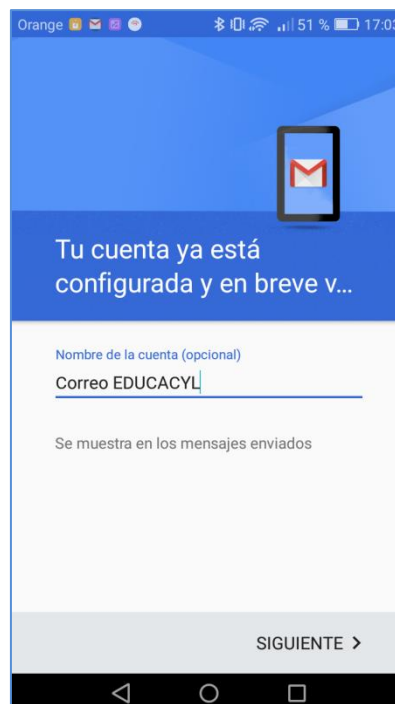 Orange 51 % 17:03
Tu cuenta ya está
configurada y en breve v...
Nombre de la cuenta (opcional)
Correo EDUCACYL
Se muestra en los mensajes enviados
SIGUIENTE >